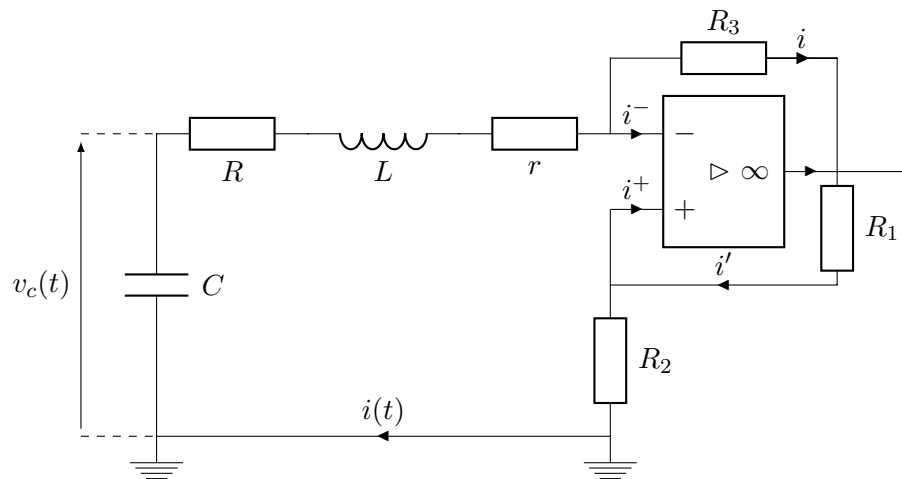 R₃
i
i⁻
−
R
L
r
▷ ∞
i⁺
+
R₁
i′
v_c(t)
C
R₂
i(t)